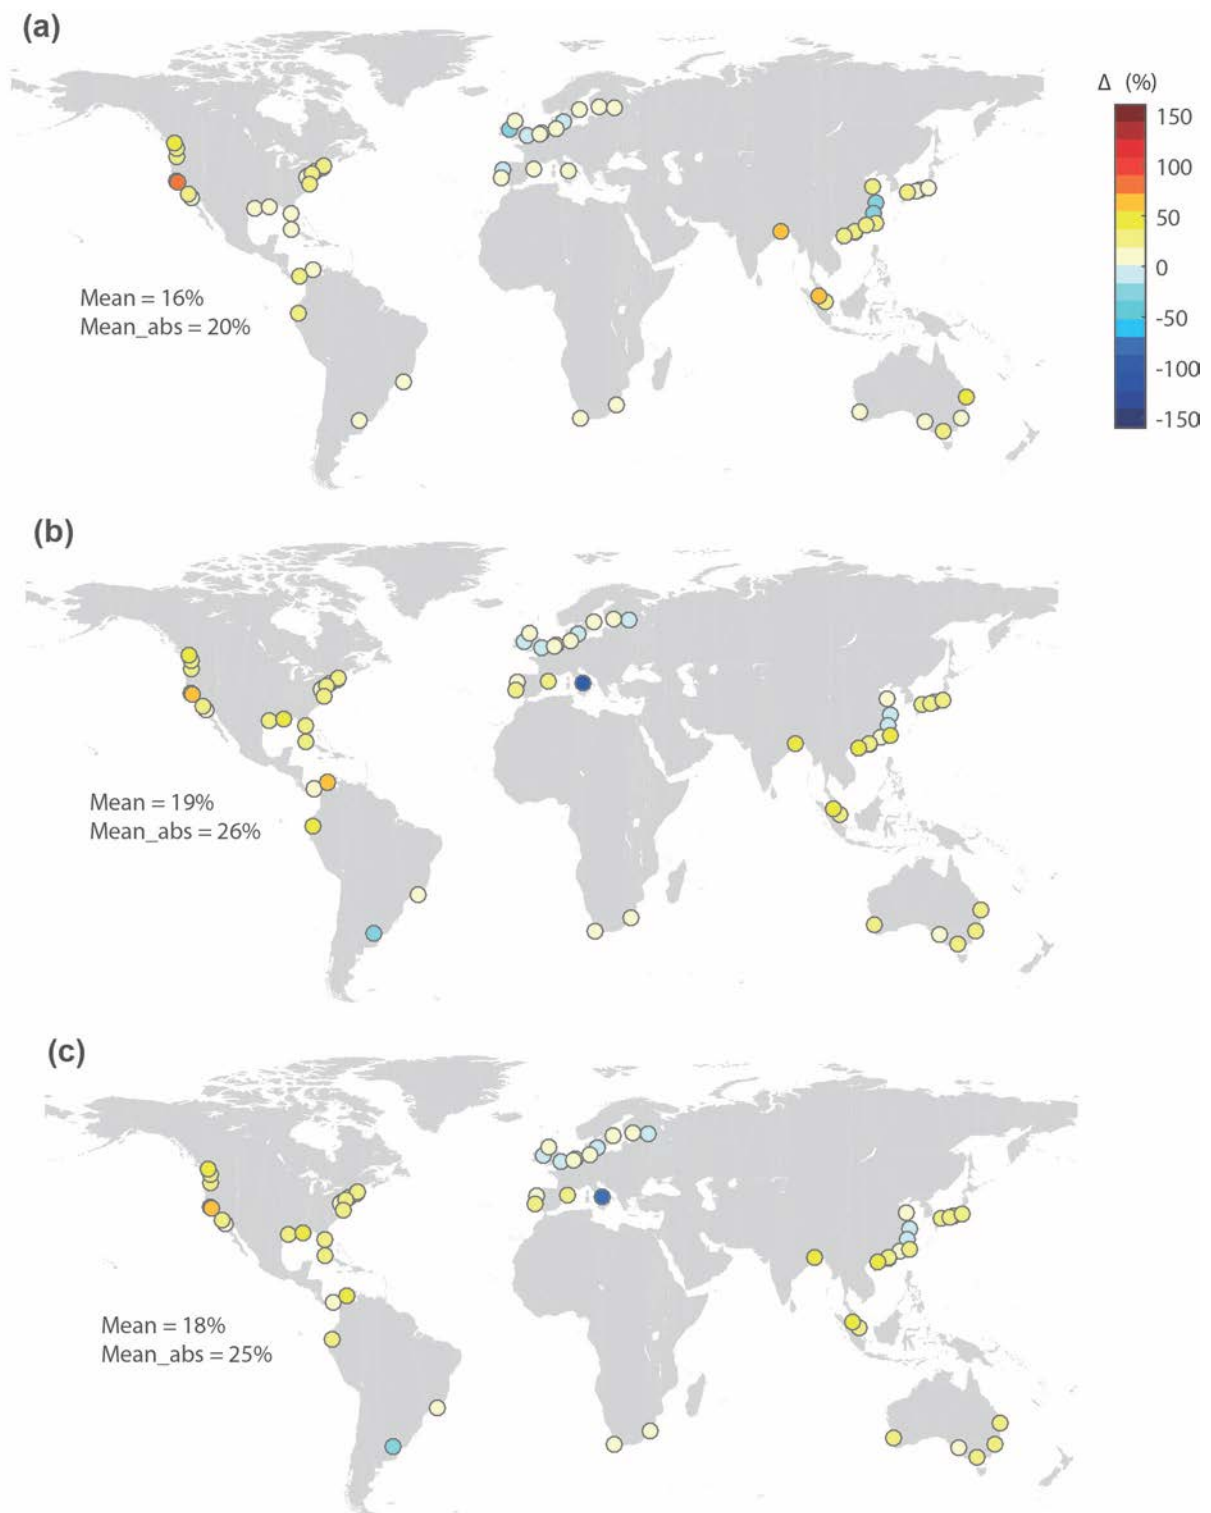 (a)
Δ (%)
150
100
50
0
-50
-100
-150
Mean = 16%
Mean_abs = 20%
(b)
Mean = 19%
Mean_abs = 26%
(c)
Mean = 18%
Mean_abs = 25%